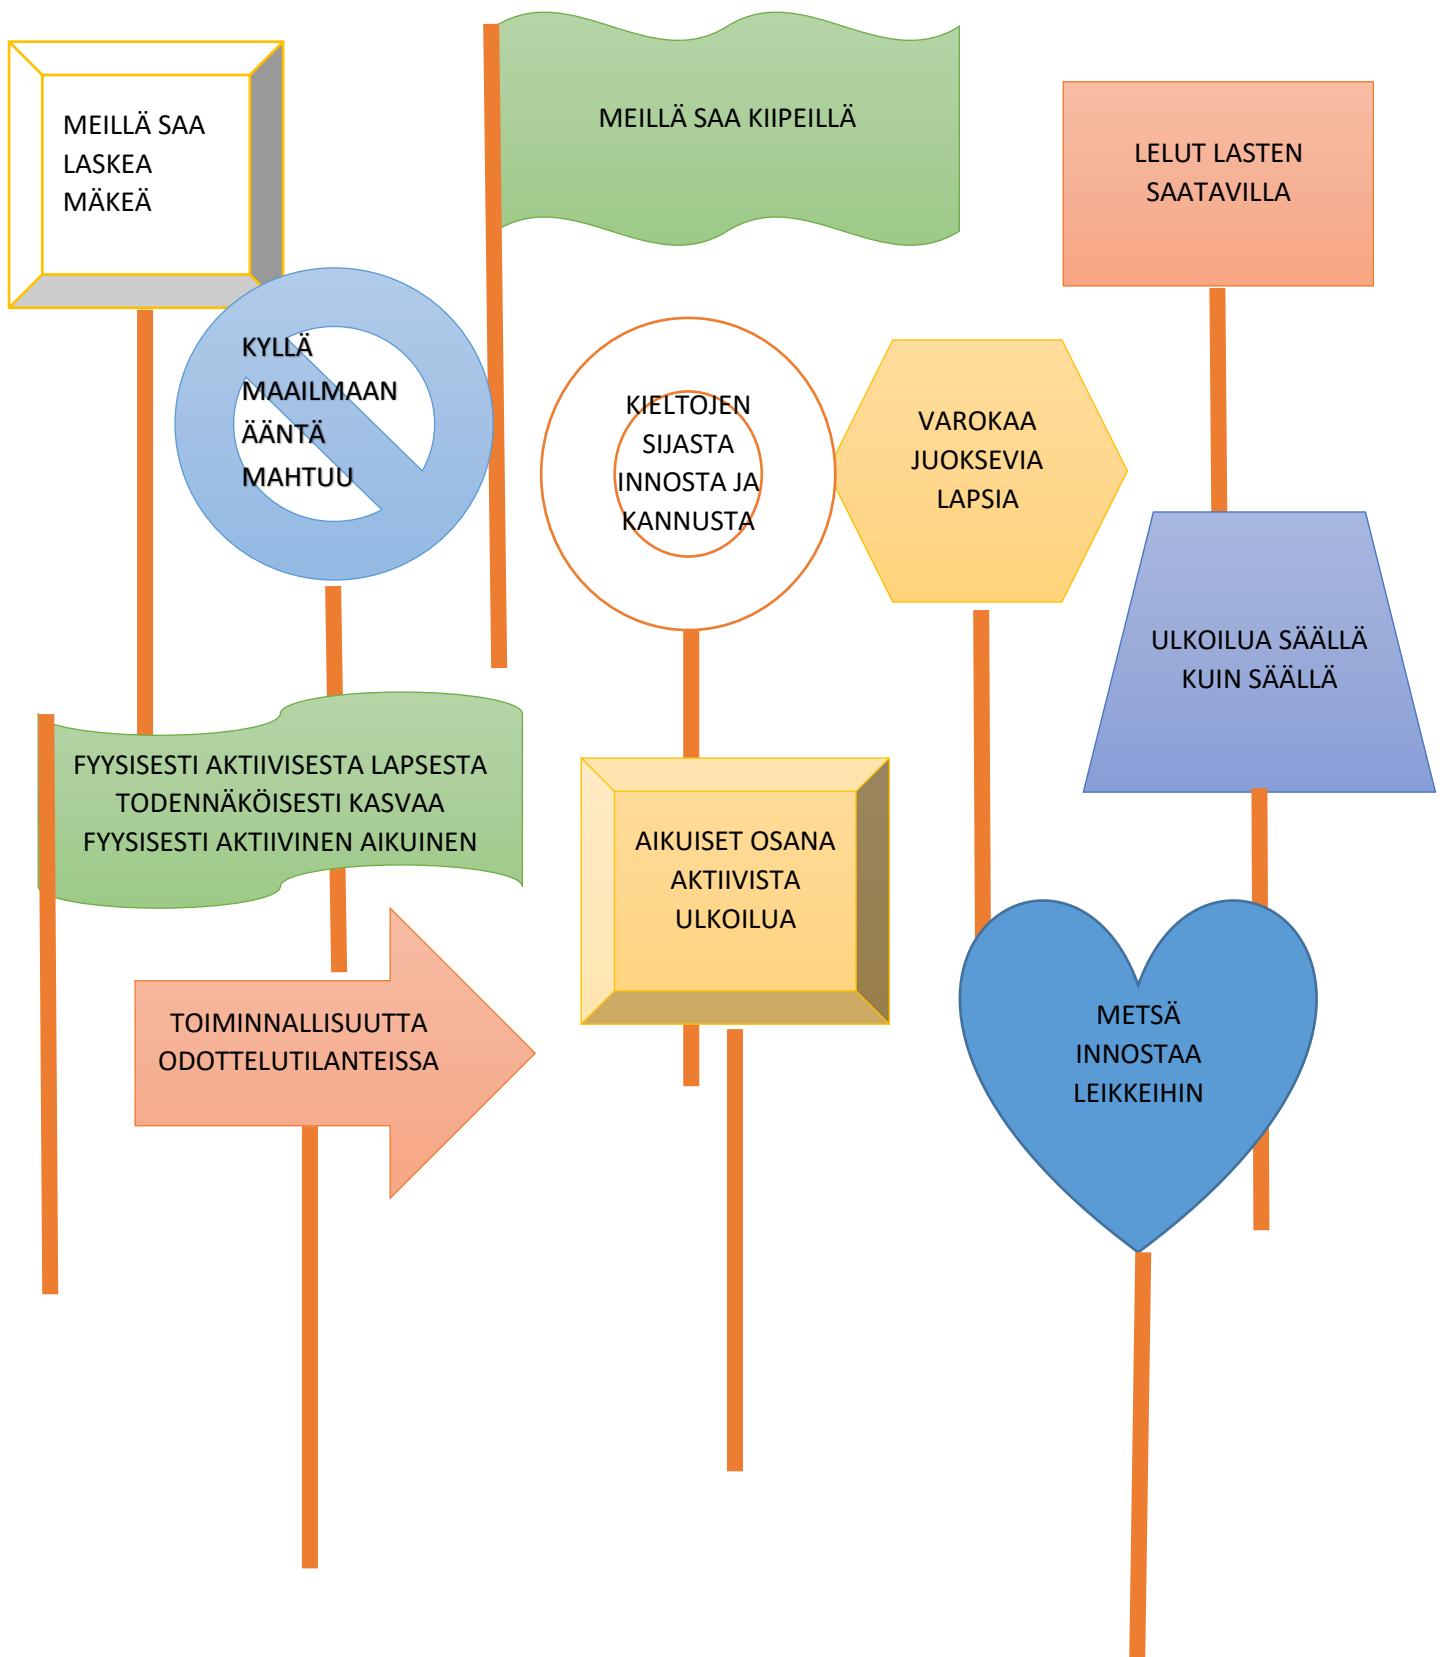 MEILLÄ SAA
LASKEA
MÄKEÄ
MEILLÄ SAA KIIPEILLÄ
LELUT LASTEN
SAATAVILLA
KYLLÄ
MAAILMAAN
ÄÄNTÄ
MAHTUU
KIELTOJEN
SIJASTA
INNOSTA JA
KANNUSTA
VAROKAA
JUOKSEVIA
LAPSIA
ULKOILUA SÄÄLLÄ
KUIN SÄÄLLÄ
FYYSISESTI AKTIIVISESTA LAPSESTA
TODENNÄKÖISESTI KASVAA
FYYSISESTI AKTIIVINEN AIKUINEN
AIKUISET OSANA
AKTIIVISTA
ULKOILUA
TOIMINNALLISUUTTA
ODOTTELUTILANTEISSA
METSÄ
INNOSTAA
LEIKKEIHIN